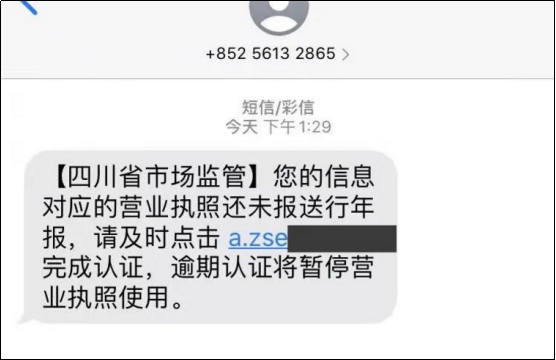 +852 5613 2865 >
短信/彩信
今天 下午1:29
【四川省市场监管】您的信息
对应的营业执照还未报送行年
报，请及时点击 a.zse
完成认证，逾期认证将暂停营
业执照使用。